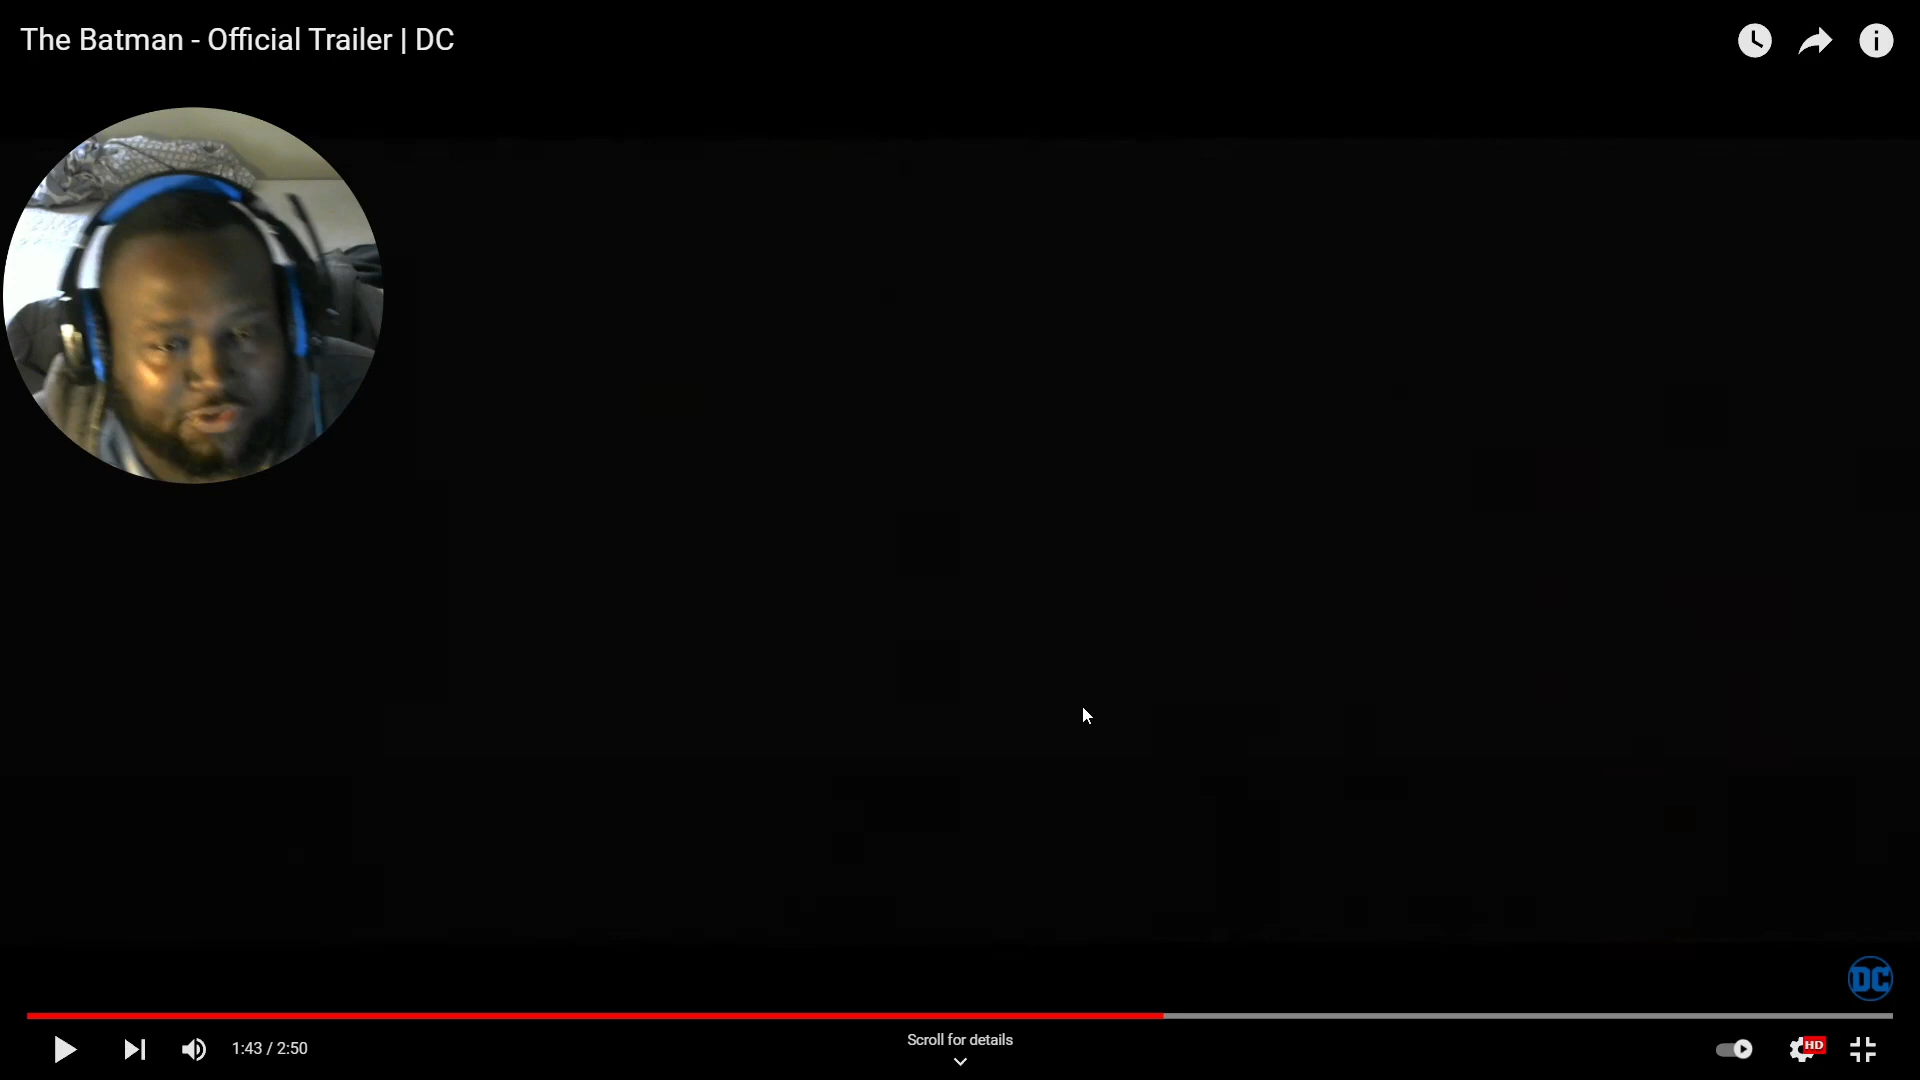 The Batman - Official Trailer | DC
DC
1:43 / 2:50
Scroll for details
HD